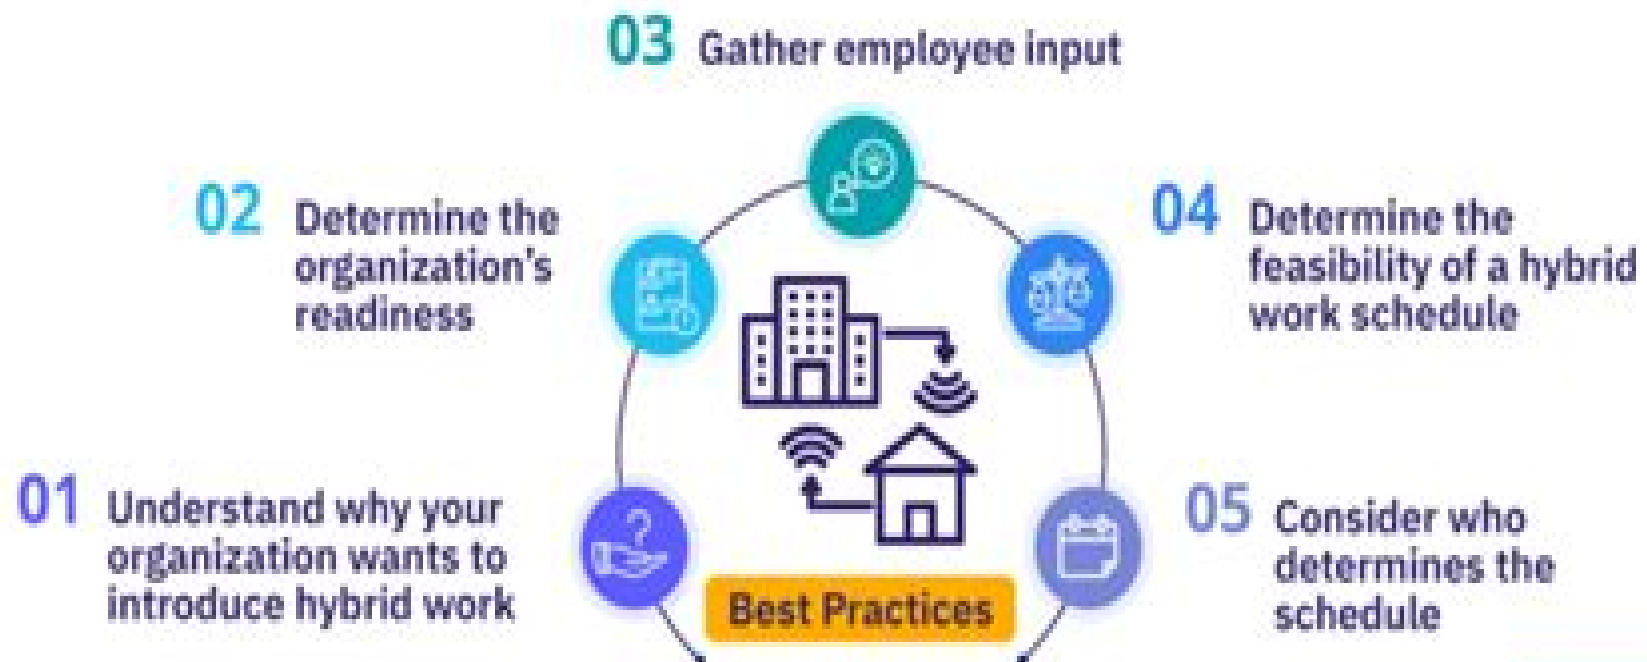 01 Understand why your
organization wants to
introduce hybrid work
02 Determine the
organization's
readiness
03 Gather employee input
04 Determine the
feasibility of a hybrid
work schedule
05 Consider who
determines the
schedule
Best Practices